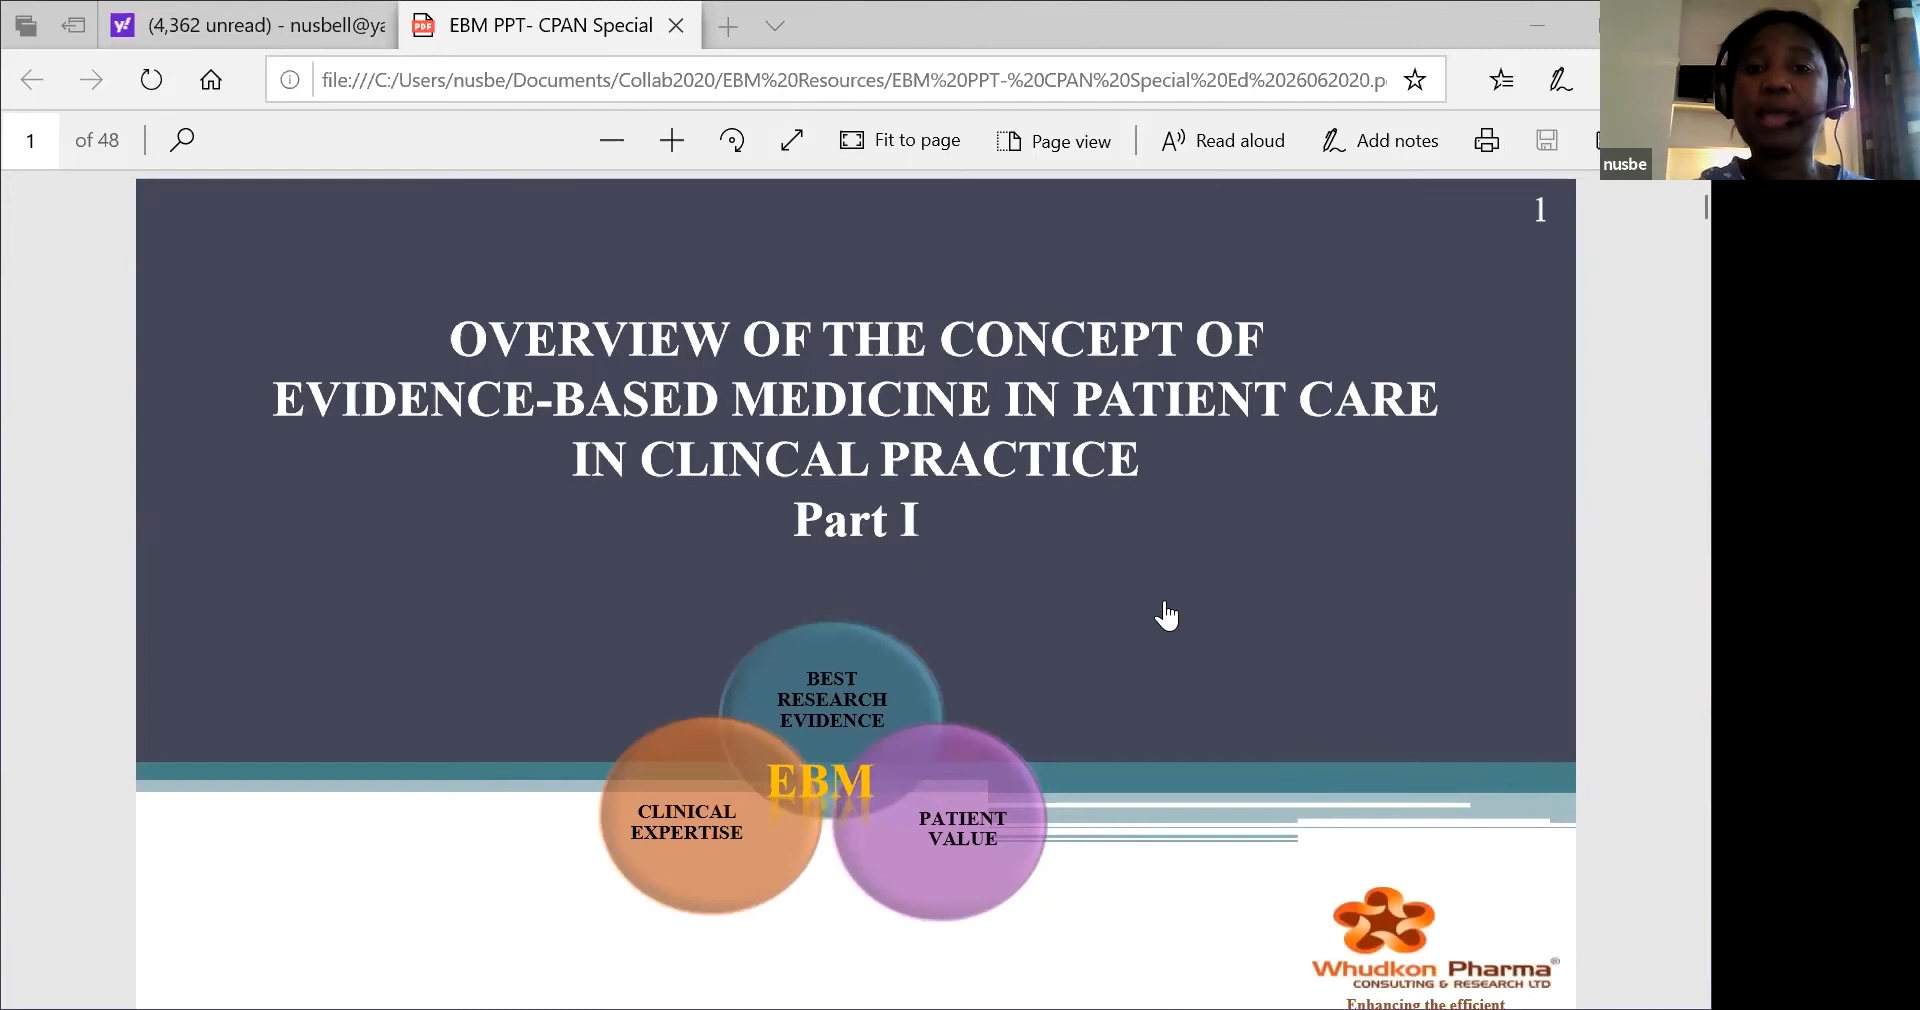 (4,362 unread) - nusbell@ya
EBM PPT- CPAN Special
file:///C:/Users/nusbe/Documents/Collab2020/EBM%20Resources/EBM%20PPT-%20CPAN%20Special%20Ed%2026062020.p
1 of 48
Fit to page
Page view
Read aloud
Add notes
nusbe
1
OVERVIEW OF THE CONCEPT OF
EVIDENCE-BASED MEDICINE IN PATIENT CARE
IN CLINCAL PRACTICE
Part I
BEST
RESEARCH
EVIDENCE
EBM
CLINICAL
EXPERTISE
PATIENT
VALUE
Whudkon Pharma®
CONSULTING & RESEARCH LTD
Enhancing the efficient